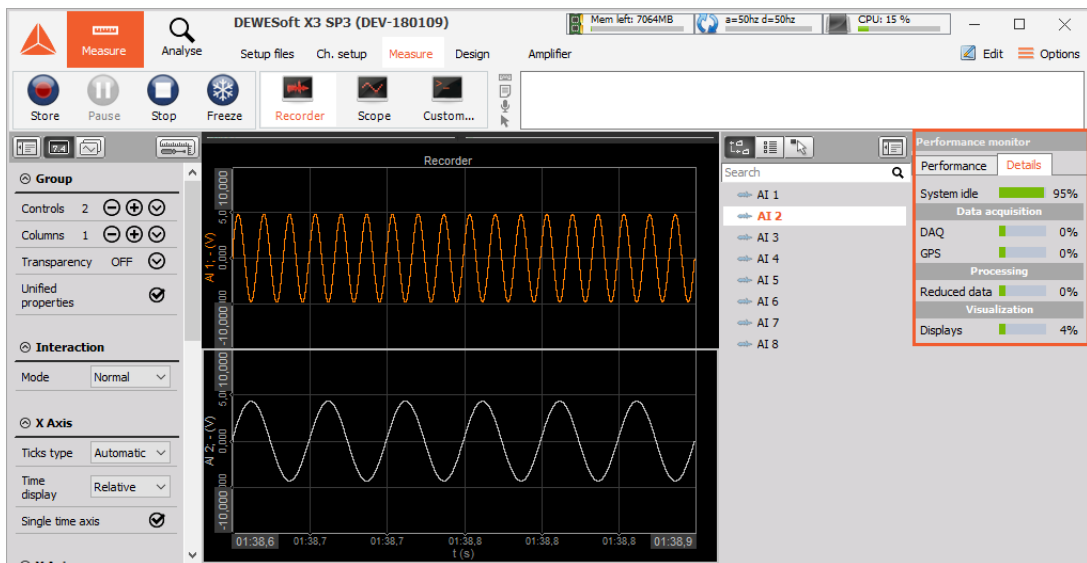 DEWESoft X3 SP3 (DEV-180109)
Mem left: 7064MB
a=50hz d=50hz
CPU: 15 %
Measure
Analyse
Setup files Ch. setup Measure Design Amplifier
Edit Options
Store Pause Stop Freeze Recorder Scope Custom...
7.4
Group
Controls 2
Columns 1
Transparency OFF
Unified
properties
Interaction
Mode Normal
X Axis
Ticks type Automatic
Time
display
Relative
Single time axis
Recorder
AI 1; - (V)
10,000
5,0
0,000
-10,000
AI 2; - (V)
10,000
5,0
0,000
-10,000
01:38,6 01:38,7 01:38,7 01:38,8 01:38,8 01:38,8 01:38,9
t (s)
Search
AI 1
AI 2
AI 3
AI 4
AI 5
AI 6
AI 7
AI 8
Performance monitor
Performance Details
System idle 95%
Data acquisition
DAQ 0%
GPS 0%
Processing
Reduced data 0%
Visualization
Displays 4%